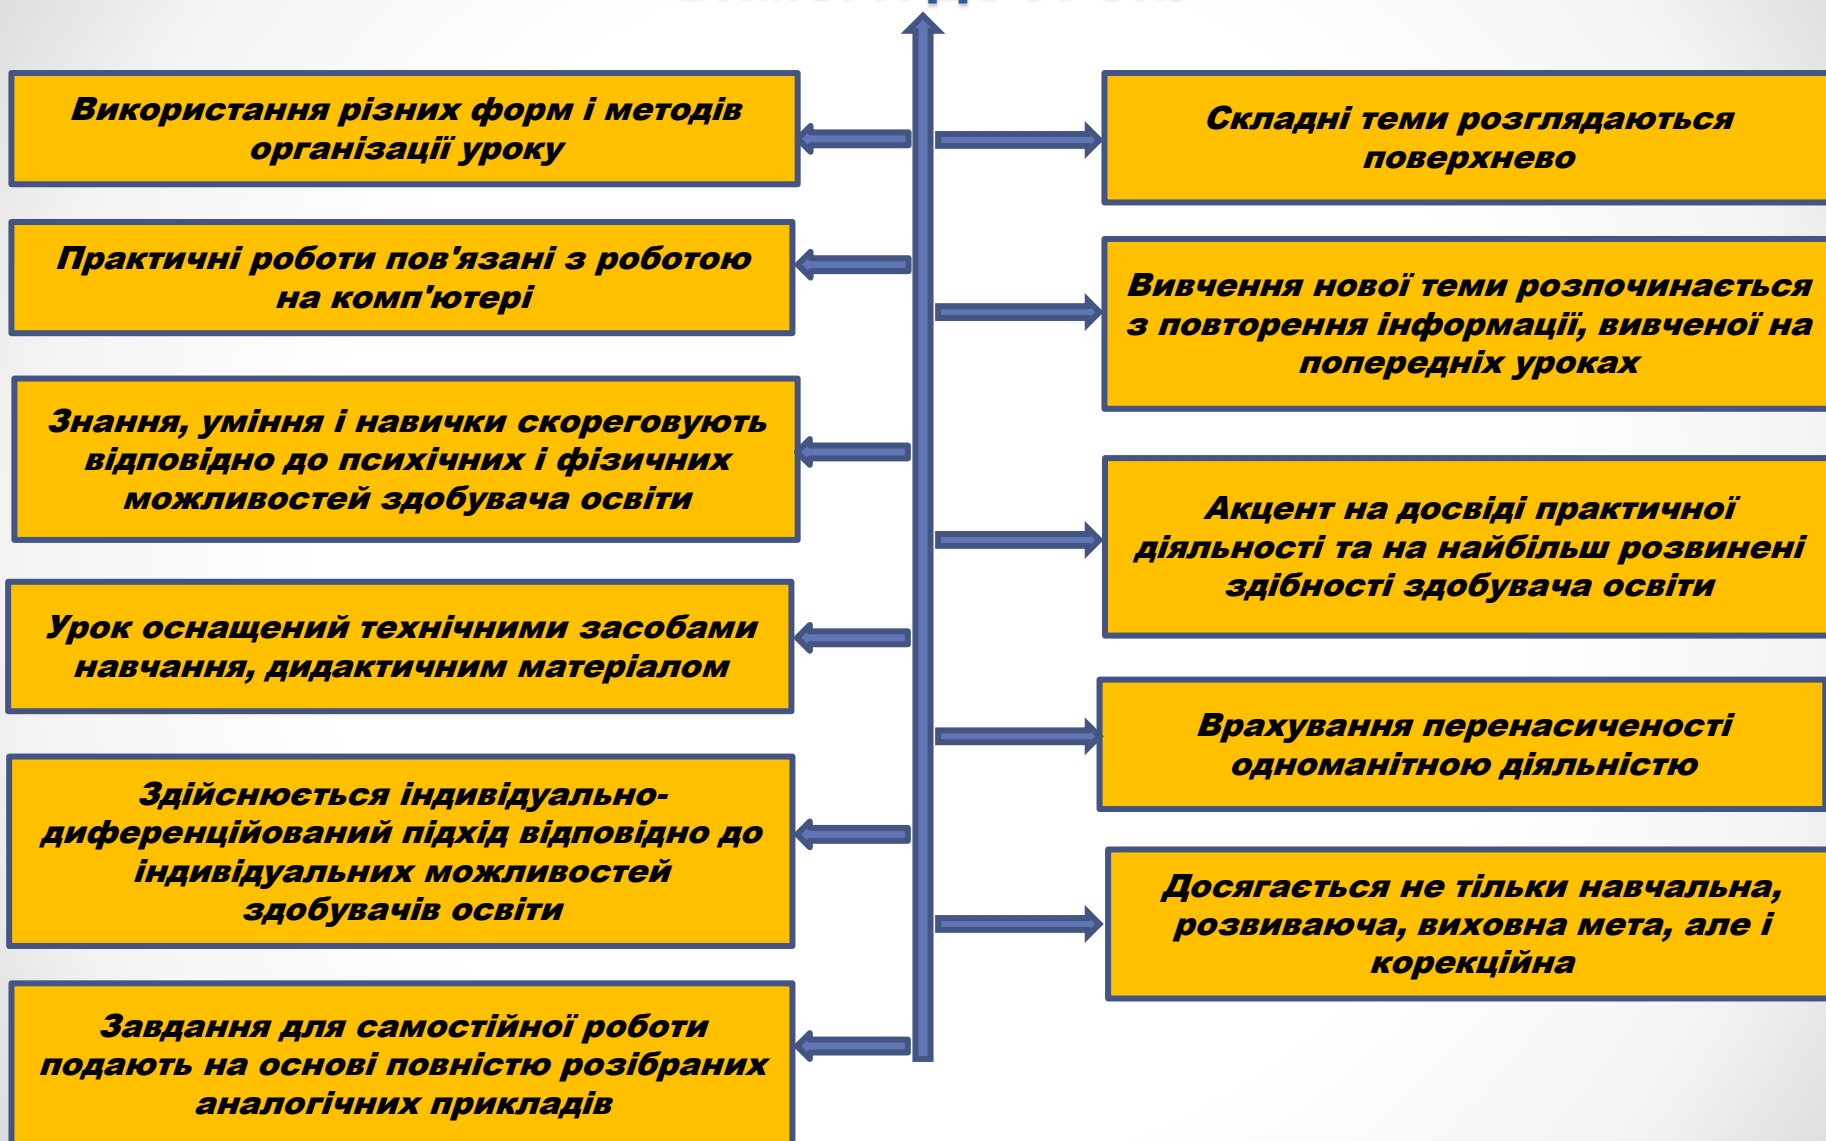 Використання різних форм і методів
організації уроку
Практичні роботи пов'язані з роботою
на комп'ютері
Знання, уміння і навички скореговують
відповідно до психічних і фізичних
можливостей здобувача освіти
Урок оснащений технічними засобами
навчання, дидактичним матеріалом
Здійснюється індивідуально-
диференційований підхід відповідно до
індивідуальних можливостей
здобувачів освіти
Завдання для самостійної роботи
подають на основі повністю розібраних
аналогічних прикладів
Складні теми розглядаються
поверхнево
Вивчення нової теми розпочинається
з повторення інформації, вивченої на
попередніх уроках
Акцент на досвіді практичної
діяльності та на найбільш розвинені
здібності здобувача освіти
Врахування перенасиченості
одноманітною діяльністю
Досягається не тільки навчальна,
розвиваюча, виховна мета, але і
корекційна